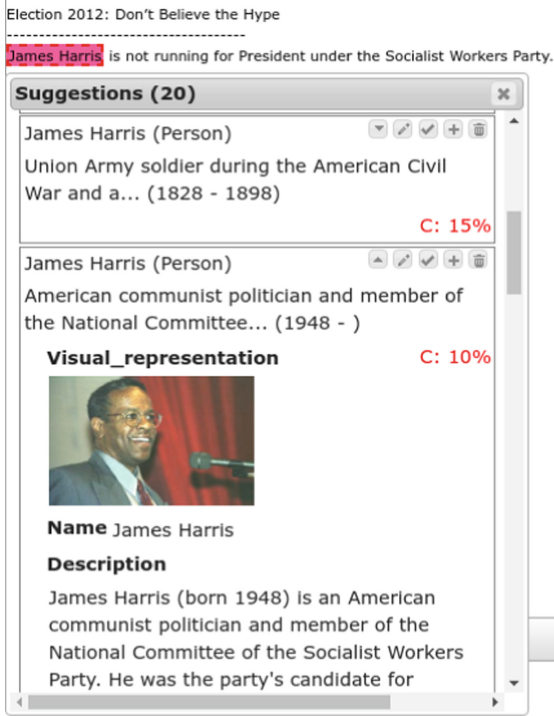 Election 2012: Don’t Believe the Hype
-------------------------------------
James Harris is not running for President under the Socialist Workers Party.
Suggestions (20)
James Harris (Person)
Union Army soldier during the American Civil
War and a... (1828 - 1898)
C: 15%
James Harris (Person)
American communist politician and member of
the National Committee... (1948 - )
Visual_representation
C: 10%
Name James Harris
Description
James Harris (born 1948) is an American
communist politician and member of the
National Committee of the Socialist Workers
Party. He was the party's candidate for